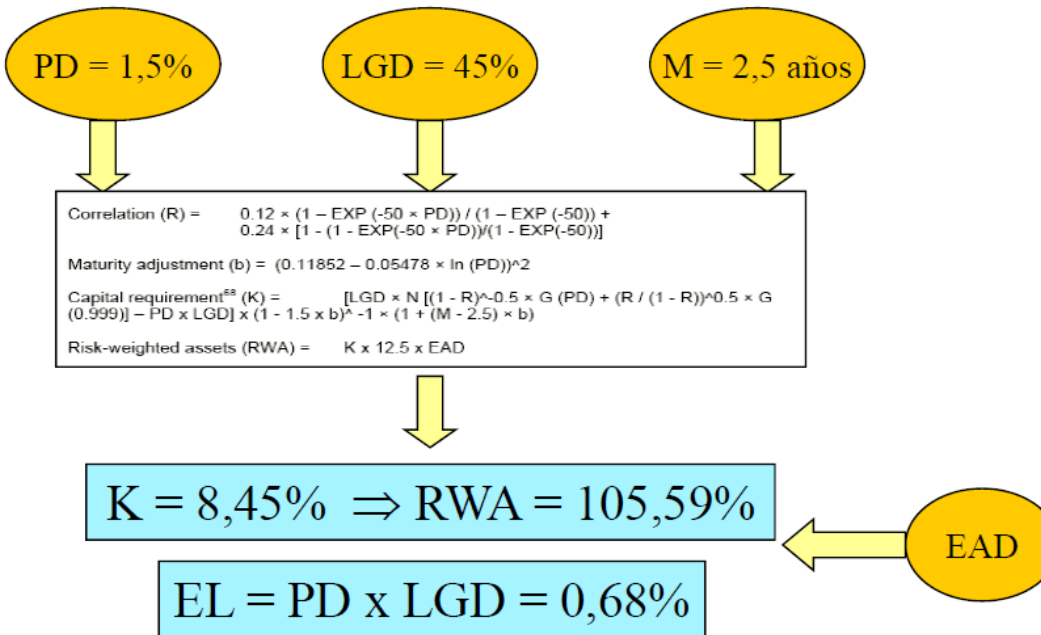 PD = 1,5%
LGD = 45%
M = 2,5 años
Correlation (R) = 0.12 × (1 – EXP (-50 × PD)) / (1 – EXP (-50)) +
0.24 × [1 - (1 - EXP(-50 × PD))/(1 - EXP(-50))]
Maturity adjustment (b) = (0.11852 – 0.05478 × ln (PD))^2
Capital requirement⁶⁸ (K) = [LGD × N [(1 - R)^-0.5 × G (PD) + (R / (1 - R))^0.5 × G
(0.999)] – PD x LGD] x (1 - 1.5 x b)^ -1 × (1 + (M - 2.5) × b)
Risk-weighted assets (RWA) = K x 12.5 x EAD
K = 8,45% ⇒ RWA = 105,59%
EAD
EL = PD x LGD = 0,68%